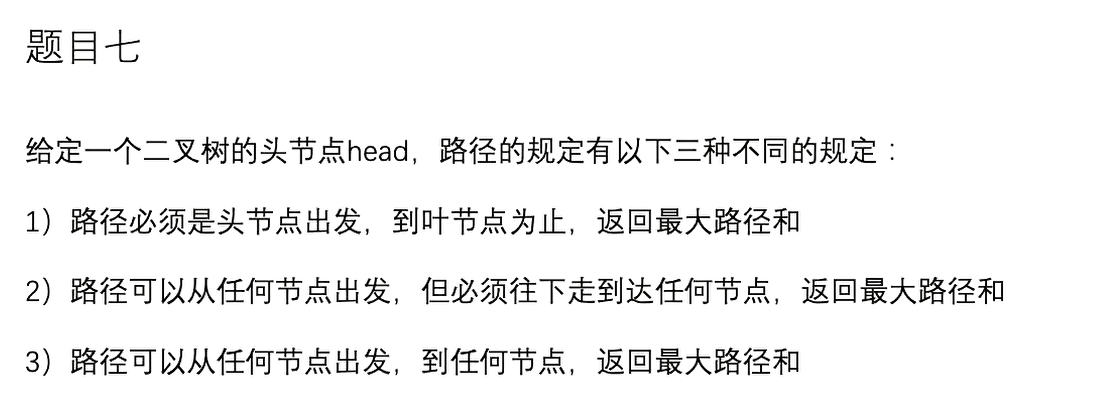 题目七
给定一个二叉树的头节点head，路径的规定有以下三种不同的规定：
1）路径必须是头节点出发，到叶节点为止，返回最大路径和
2）路径可以从任何节点出发，但必须往下走到达任何节点，返回最大路径和
3）路径可以从任何节点出发，到任何节点，返回最大路径和